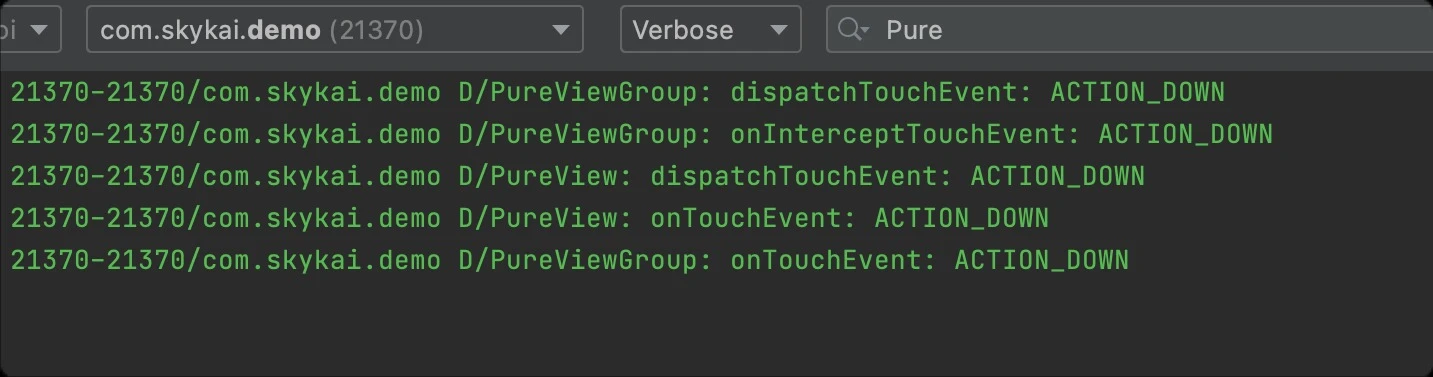 com.skykai.demo (21370) Verbose Pure
21370-21370/com.skykai.demo D/PureViewGroup: dispatchTouchEvent: ACTION_DOWN
21370-21370/com.skykai.demo D/PureViewGroup: onInterceptTouchEvent: ACTION_DOWN
21370-21370/com.skykai.demo D/PureView: dispatchTouchEvent: ACTION_DOWN
21370-21370/com.skykai.demo D/PureView: onTouchEvent: ACTION_DOWN
21370-21370/com.skykai.demo D/PureViewGroup: onTouchEvent: ACTION_DOWN